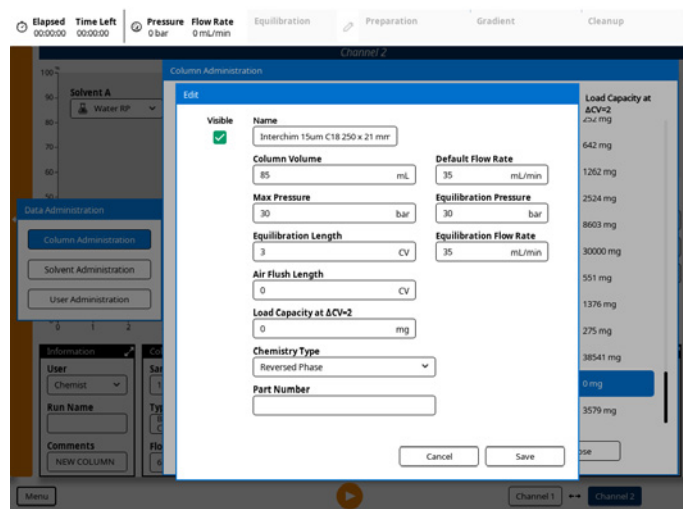 Elapsed Time Left Pressure Flow Rate Equilibration Preparation Gradient Cleanup
00:00:00 00:00:00 0 bar 0 mL/min
Channel 2
Column Administration
100
90
80
70
60
50
0 1 2
Solvent A
Water RP
Data Administration
Column Administration
Solvent Administration
User Administration
Edit
Visible Name
Interchim 15um C18 250 x 21 mm
Column Volume Default Flow Rate
85 mL 35 mL/min
Max Pressure Equilibration Pressure
30 bar 30 bar
Equilibration Length Equilibration Flow Rate
3 CV 35 mL/min
Air Flush Length
0 CV
Load Capacity at ΔCV=2
0 mg
Chemistry Type
Reversed Phase
Part Number
Cancel Save
Load Capacity at
ΔCV=2
252 mg
642 mg
1262 mg
2524 mg
8603 mg
30000 mg
551 mg
1376 mg
275 mg
38541 mg
0 mg
3579 mg
Information
User
Chemist
Run Name
Comments
NEW COLUMN
Menu Channel 1 Channel 2